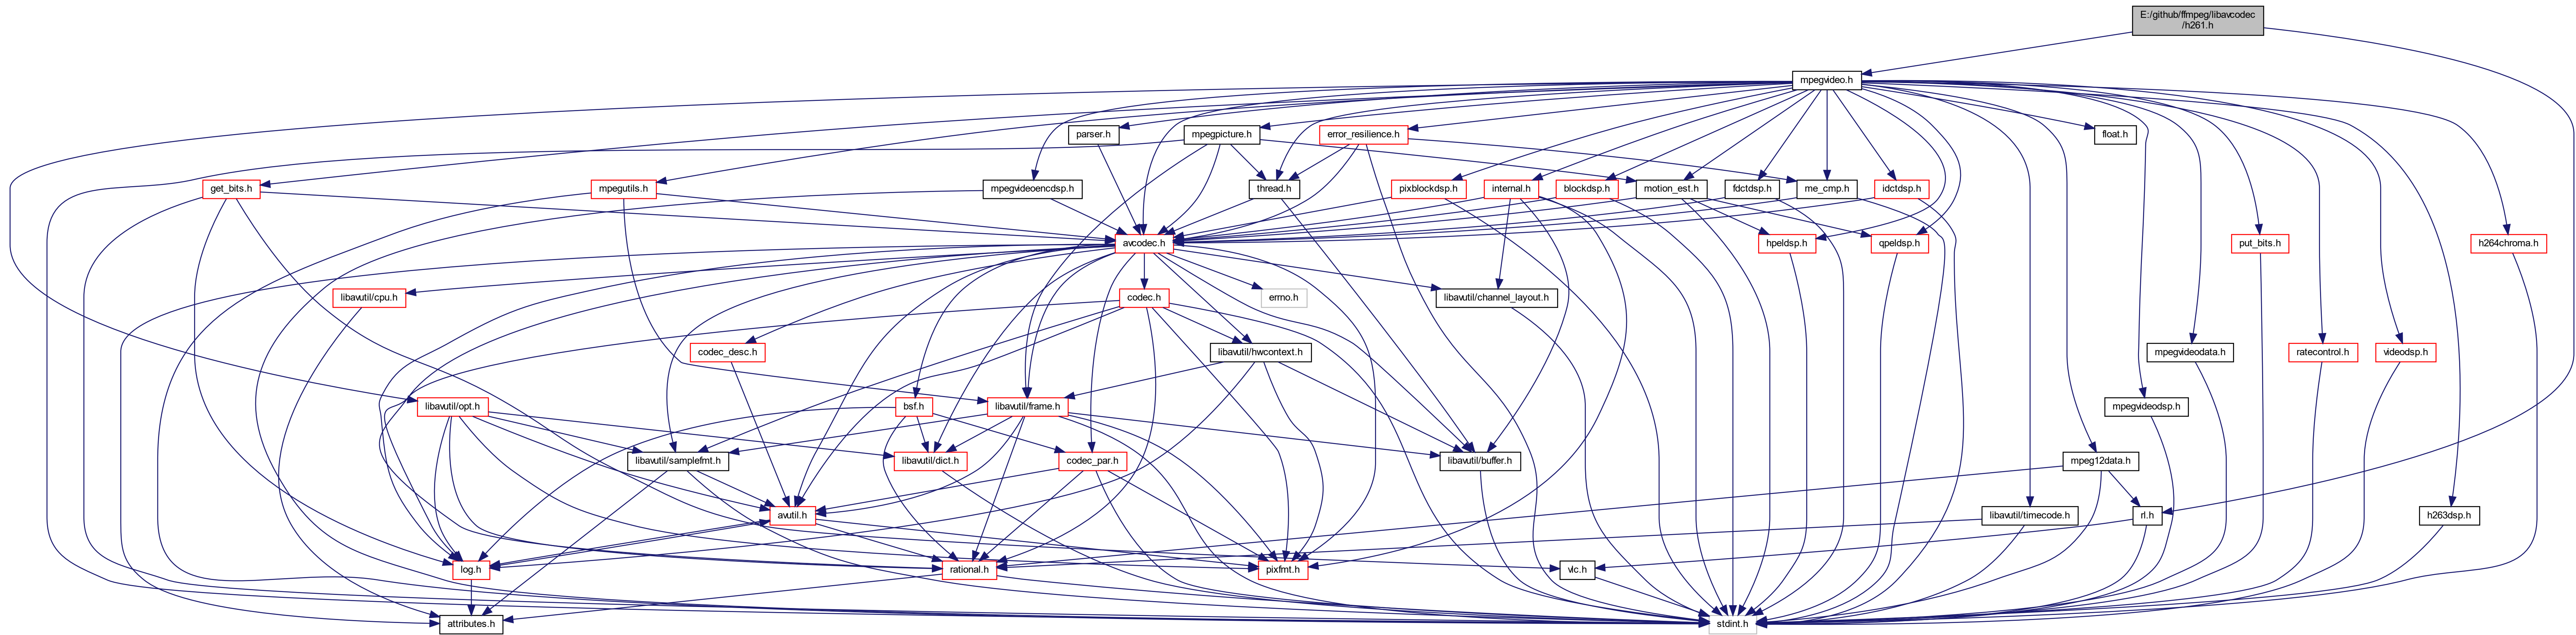 E:/github/ffmpeg/libavcodec
/h261.h
mpegvideo.h
parser.h
mpegpicture.h
error_resilience.h
float.h
get_bits.h
mpegutils.h
mpegvideoencdsp.h
thread.h
pixblockdsp.h
internal.h
blockdsp.h
motion_est.h
fdctdsp.h
me_cmp.h
idctdsp.h
avcodec.h
hpeldsp.h
qpeldsp.h
put_bits.h
h264chroma.h
libavutil/cpu.h
codec.h
errno.h
libavutil/channel_layout.h
codec_desc.h
libavutil/hwcontext.h
mpegvideodata.h
ratecontrol.h
videodsp.h
libavutil/opt.h
bsf.h
libavutil/frame.h
mpegvideodsp.h
libavutil/samplefmt.h
libavutil/dict.h
codec_par.h
libavutil/buffer.h
mpeg12data.h
avutil.h
libavutil/timecode.h
rl.h
h263dsp.h
log.h
rational.h
pixfmt.h
vlc.h
attributes.h
stdint.h